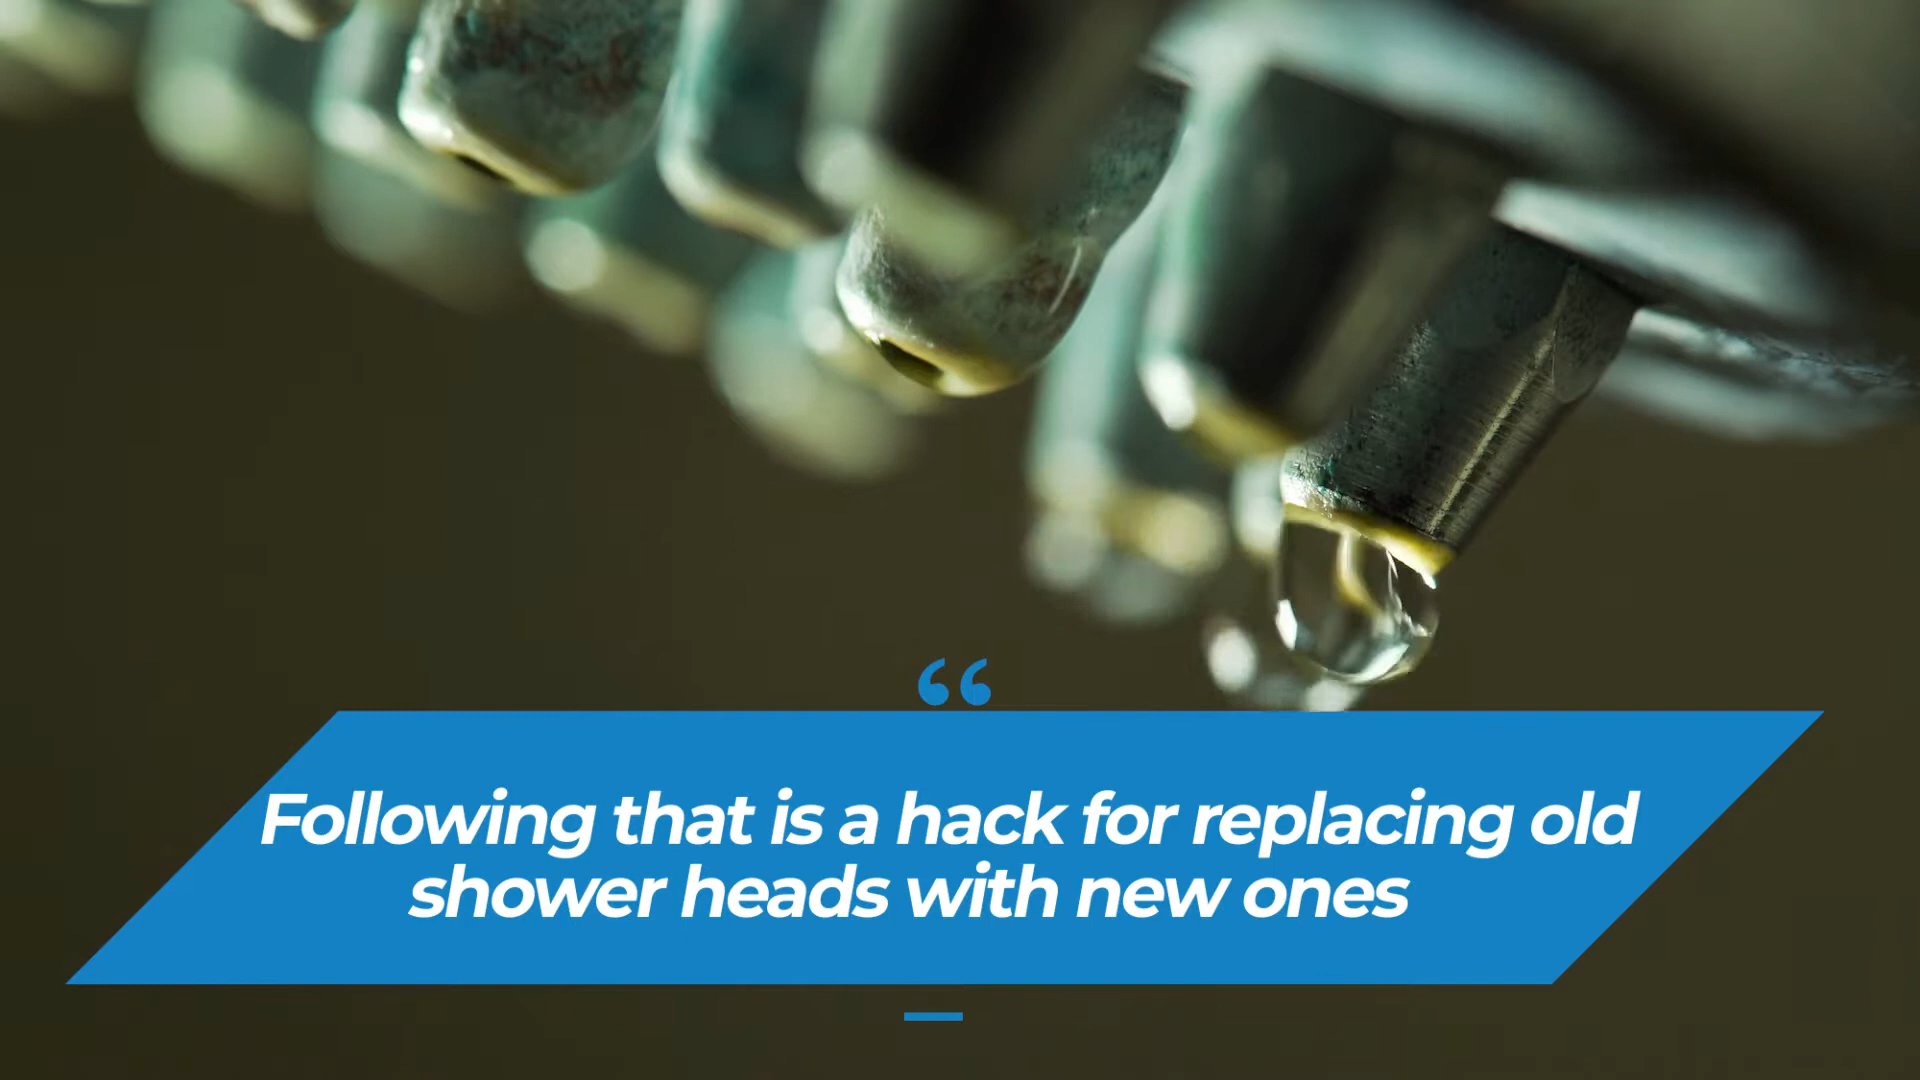 “
Following that is a hack for replacing old
shower heads with new ones